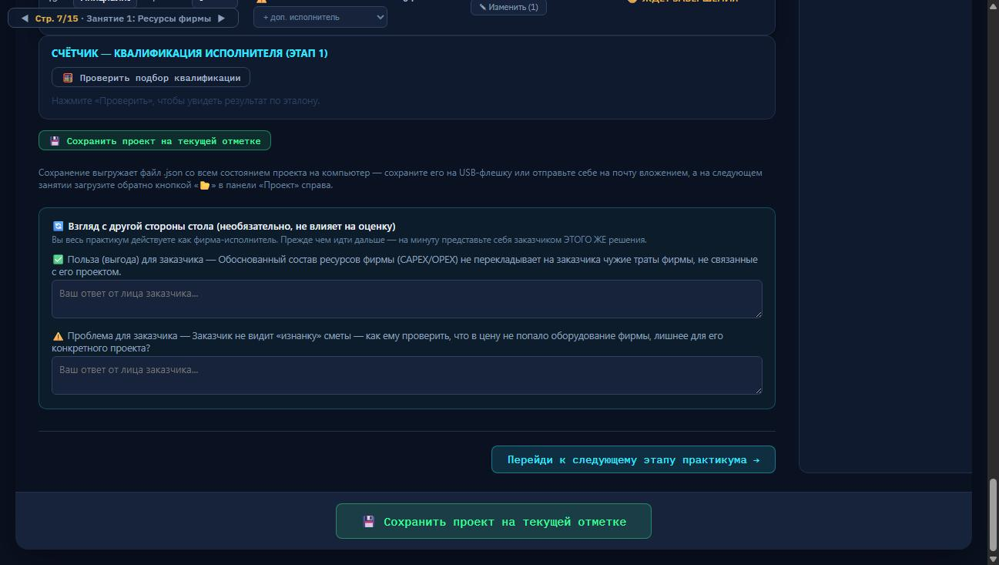 + доп. исполнитель
Изменить (1)
◀ Стр. 7/15 · Занятие 1: Ресурсы фирмы ▶
СЧЁТЧИК — КВАЛИФИКАЦИЯ ИСПОЛНИТЕЛЯ (ЭТАП 1)
Проверить подбор квалификации
Нажмите «Проверить», чтобы увидеть результат по эталону.
Сохранить проект на текущей отметке
Сохранение выгружает файл .json со всем состоянием проекта на компьютер — сохраните его на USB-флешку или отправьте себе на почту вложением, а на следующем
занятии загрузите обратно кнопкой «📂» в панели «Проект» справа.
Взгляд с другой стороны стола (необязательно, не влияет на оценку)
Вы весь практикум действуете как фирма-исполнитель. Прежде чем идти дальше — на минуту представьте себя заказчиком ЭТОГО ЖЕ решения.
Польза (выгода) для заказчика — Обоснованный состав ресурсов фирмы (CAPEX/OPEX) не перекладывает на заказчика чужие траты фирмы, не связанные
с его проектом.
Ваш ответ от лица заказчика...
Проблема для заказчика — Заказчик не видит «изнанку» сметы — как ему проверить, что в цену не попало оборудование фирмы, лишнее для его
конкретного проекта?
Ваш ответ от лица заказчика...
Перейди к следующему этапу практикума →
Сохранить проект на текущей отметке